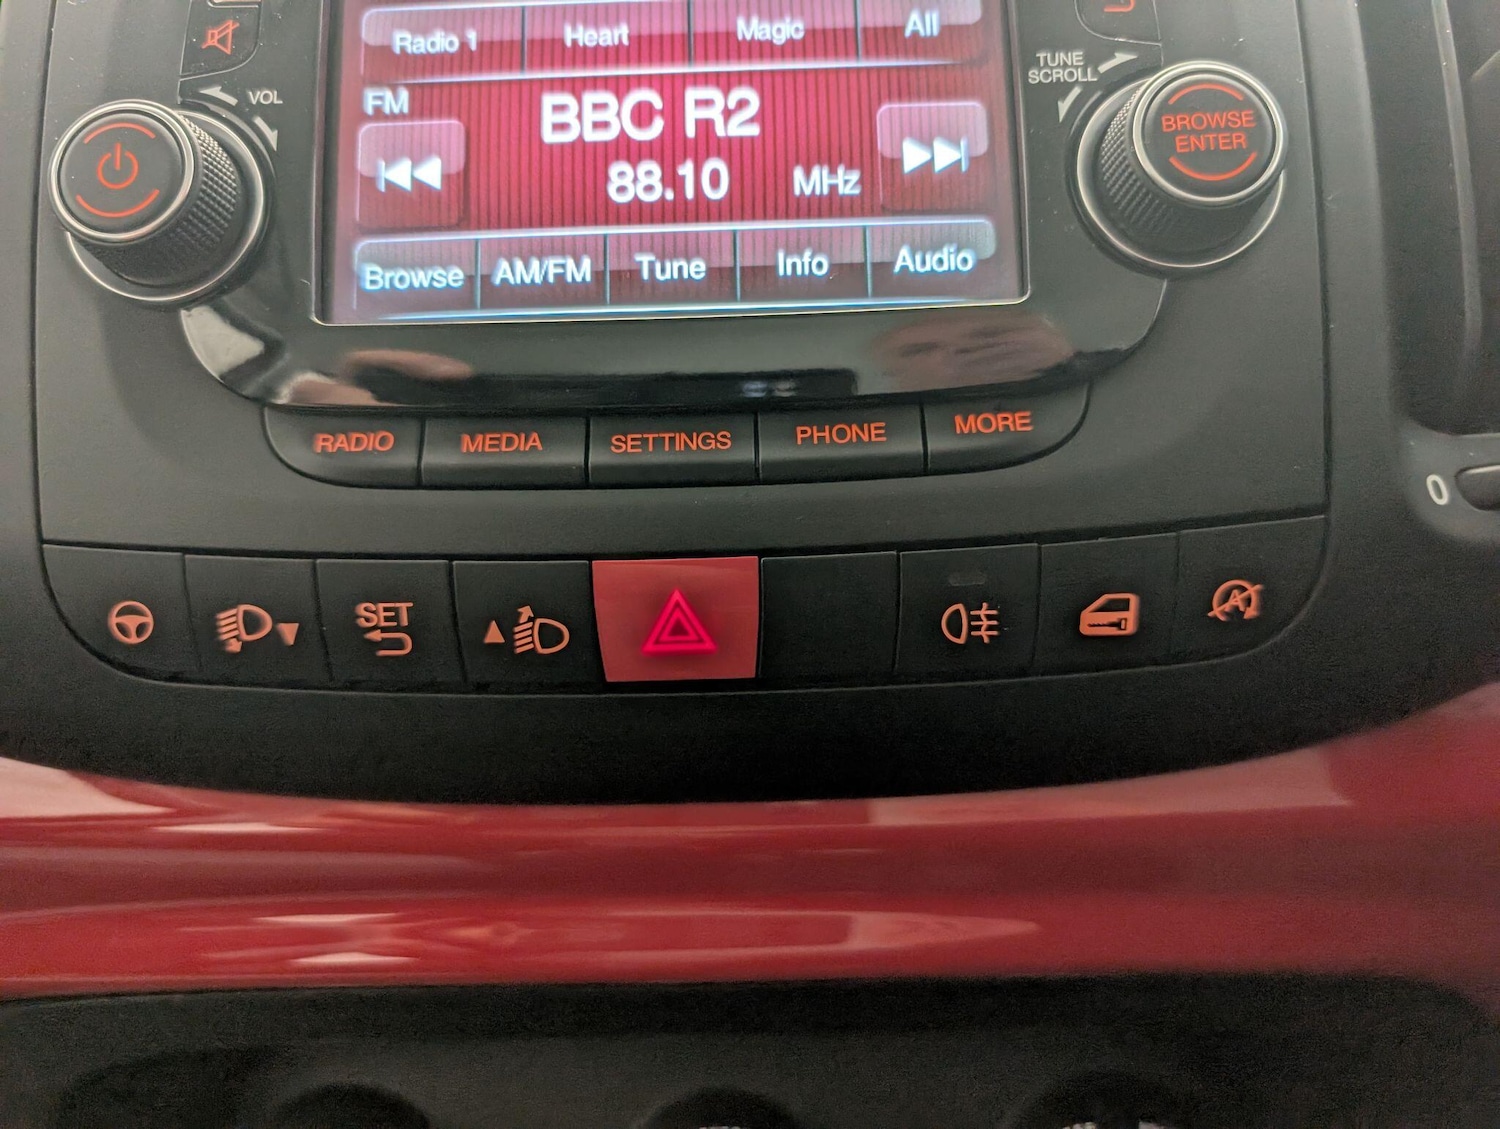 Radio 1 Heart Magic All
VOL
TUNE
SCROLL
FM
BBC R2
88.10 MHz
BROWSE
ENTER
Browse AM/FM Tune Info Audio
RADIO MEDIA SETTINGS PHONE MORE
0
SET
A